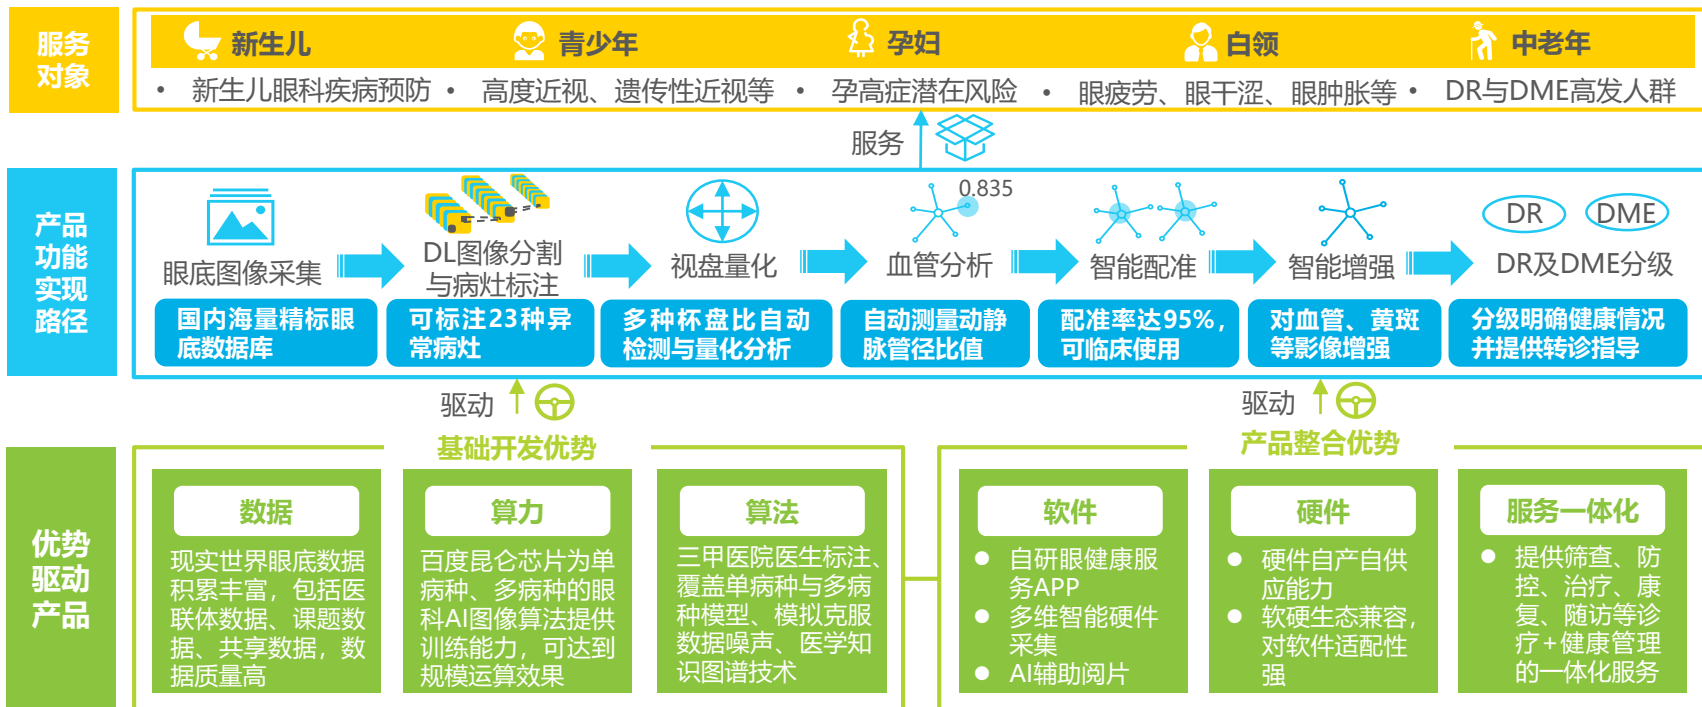 服务
对象
新生儿
青少年
孕妇
白领
中老年
• 新生儿眼科疾病预防
• 高度近视、遗传性近视等
• 孕高症潜在风险
• 眼疲劳、眼干涩、眼肿胀等
• DR与DME高发人群
服务
产品
功能
实现
路径
0.835
DR
DME
眼底图像采集
DL图像分割
与病灶标注
视盘量化
血管分析
智能配准
智能增强
DR及DME分级
国内海量精标眼
底数据库
可标注23种异
常病灶
多种杯盘比自动
检测与量化分析
自动测量动静
脉管径比值
配准率达95%，
可临床使用
对血管、黄斑
等影像增强
分级明确健康情况
并提供转诊指导
驱动
驱动
基础开发优势
产品整合优势
优势
驱动
产品
数据
现实世界眼底数据
积累丰富，包括医
联体数据、课题数
据、共享数据，数
据质量高
算力
百度昆仑芯片为单
病种、多病种的眼
科AI图像算法提供
训练能力，可达到
规模运算效果
算法
三甲医院医生标注、
覆盖单病种与多病
种模型、模拟克服
数据噪声、医学知
识图谱技术
软件
● 自研眼健康服
务APP
● 多维智能硬件
采集
● AI辅助阅片
硬件
● 硬件自产自供
应能力
● 软硬生态兼容，
对软件适配性
强
服务一体化
● 提供筛查、防
控、治疗、康
复、随访等诊
疗+健康管理
的一体化服务